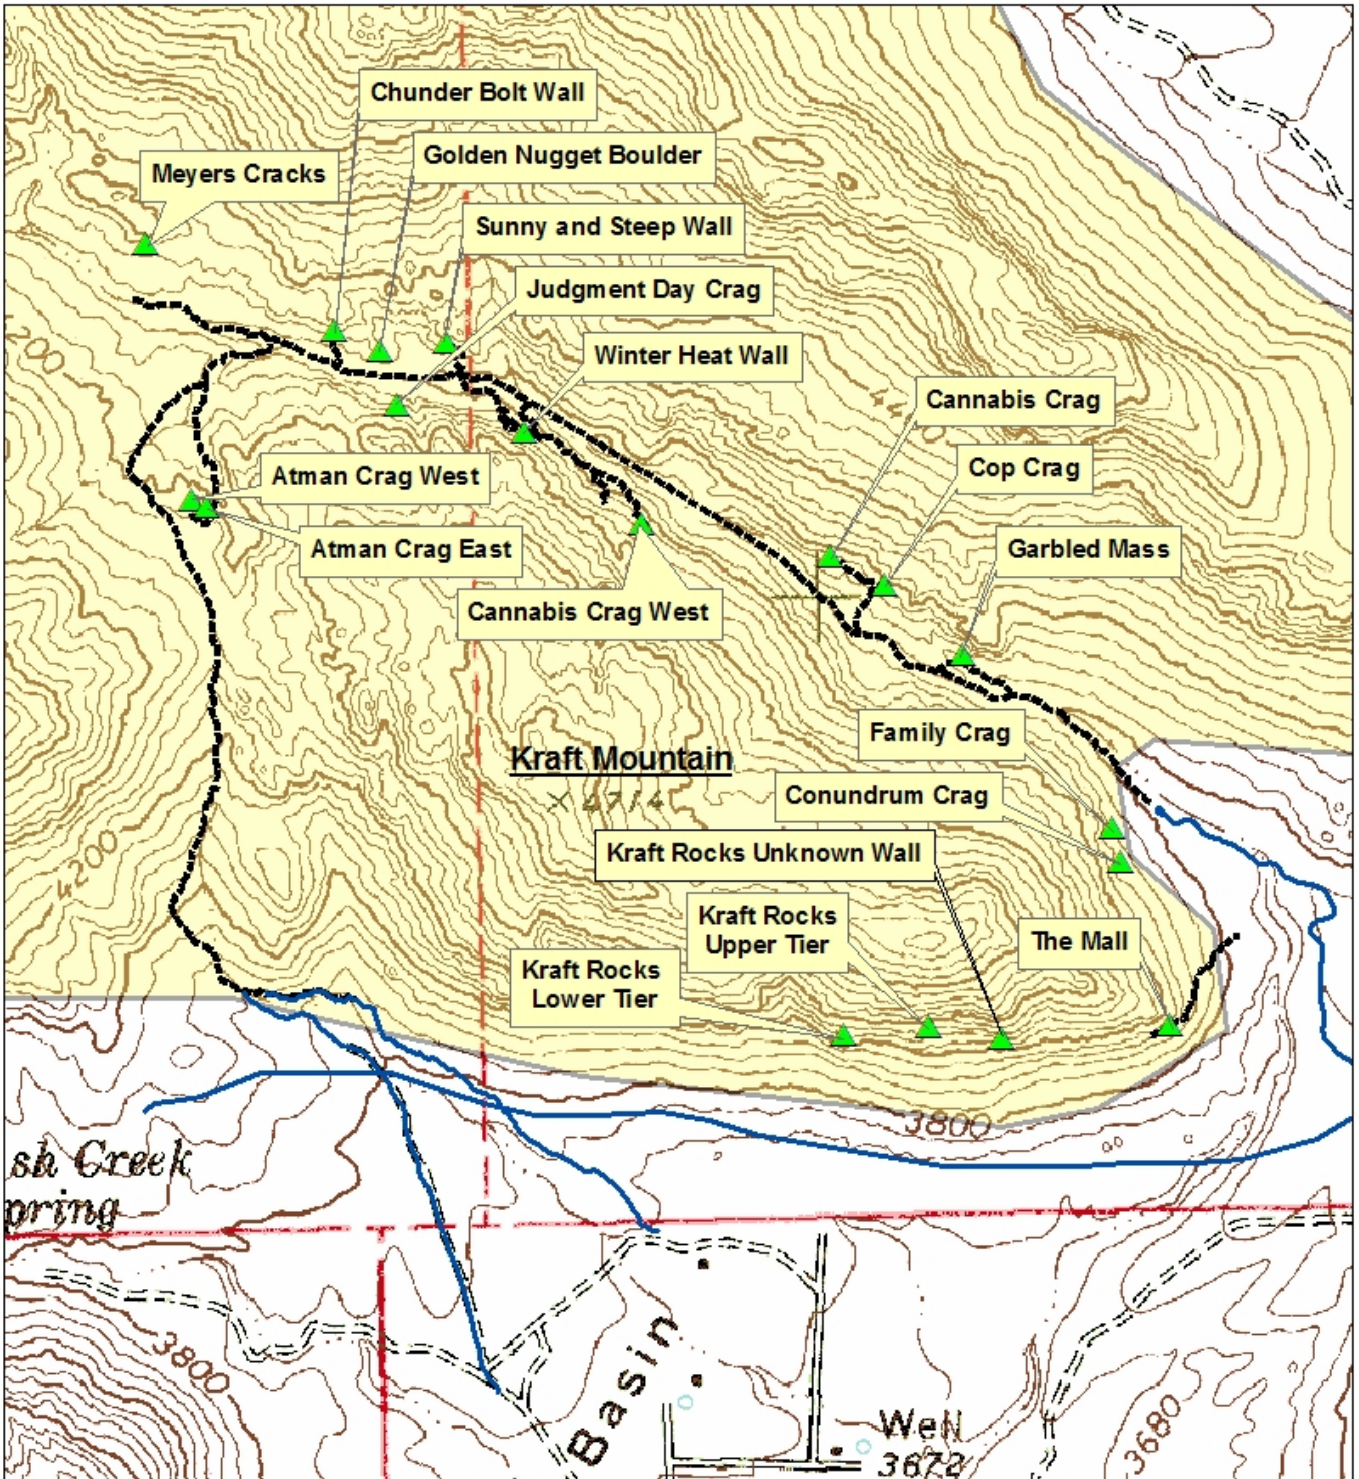 Chunder Bolt Wall
Golden Nugget Boulder
Meyers Cracks
Sunny and Steep Wall
Judgment Day Crag
Winter Heat Wall
200
Cannabis Crag
44
Cop Crag
Atman Crag West
Atman Crag East
Garbled Mass
Cannabis Crag West
Family Crag
Kraft Mountain
4714
Conundrum Crag
Kraft Rocks Unknown Wall
4200
Kraft Rocks
Upper Tier
The Mall
Kraft Rocks
Lower Tier
3800
sh Creek
pring
3800
Basin
Well
3672
3680